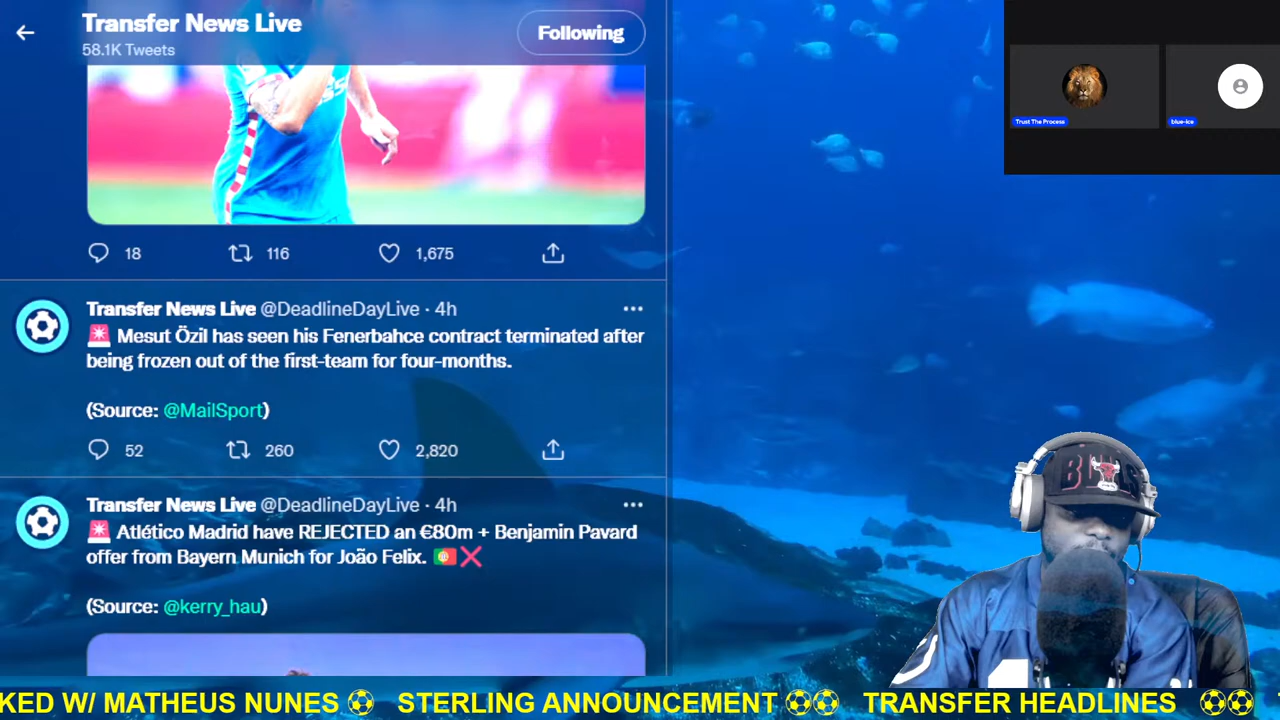 Transfer News Live
58.1K Tweets
Following
Trust The Process
blue-ice
18 116 1,675
Transfer News Live @DeadlineDayLive · 4h
🚨 Mesut Özil has seen his Fenerbahce contract terminated after
being frozen out of the first-team for four-months.
(Source: @MailSport)
52 260 2,820
Transfer News Live @DeadlineDayLive · 4h
🚨 Atlético Madrid have REJECTED an €80m + Benjamin Pavard
offer from Bayern Munich for João Felix. 🇵🇹❌
(Source: @kerry_hau)
BULLS
KED W/ MATHEUS NUNES ⚽ STERLING ANNOUNCEMENT ⚽⚽ TRANSFER HEADLINES ⚽⚽